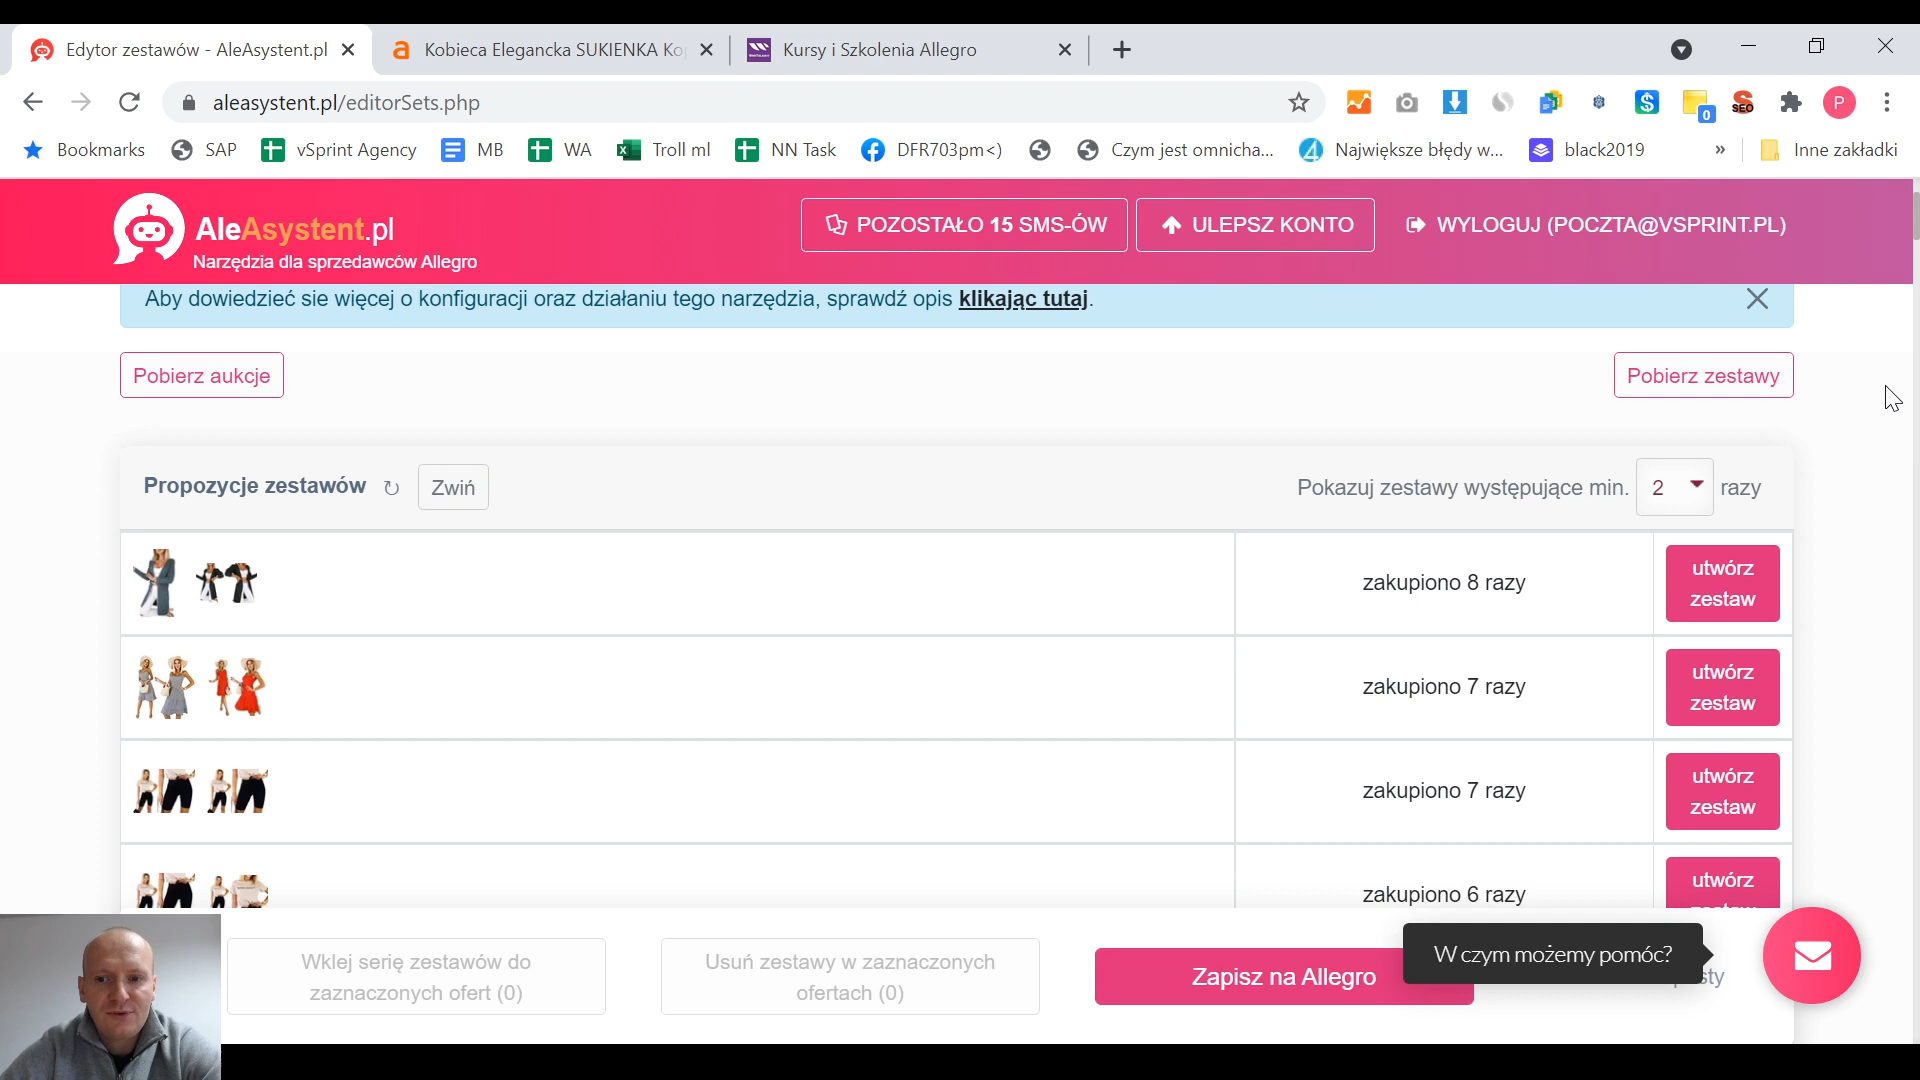 Edytor zestawów - AleAsystent.pl
Kobieca Elegancka SUKIENKA Ko
Kursy i Szkolenia Allegro
aleasystent.pl/editorSets.php
0
SEO
P
Bookmarks
SAP
vSprint Agency
MB
WA
Troll ml
NN Task
DFR703pm<)
Czym jest omnicha...
Największe błędy w...
black2019
»
Inne zakładki
AleAsystent.pl
Narzędzia dla sprzedawców Allegro
POZOSTAŁO 15 SMS-ÓW
ULEPSZ KONTO
WYLOGUJ (POCZTA@VSPRINT.PL)
Aby dowiedzieć sie więcej o konfiguracji oraz działaniu tego narzędzia, sprawdź opis klikając tutaj.
Pobierz aukcje
Pobierz zestawy
Propozycje zestawów
Zwiń
Pokazuj zestawy występujące min. 2 razy
zakupiono 8 razy
utwórz
zestaw
zakupiono 7 razy
utwórz
zestaw
zakupiono 7 razy
utwórz
zestaw
zakupiono 6 razy
utwórz
Wklej serię zestawów do
zaznaczonych ofert (0)
Usuń zestawy w zaznaczonych
ofertach (0)
Zapisz na Allegro
W czym możemy pomóc?